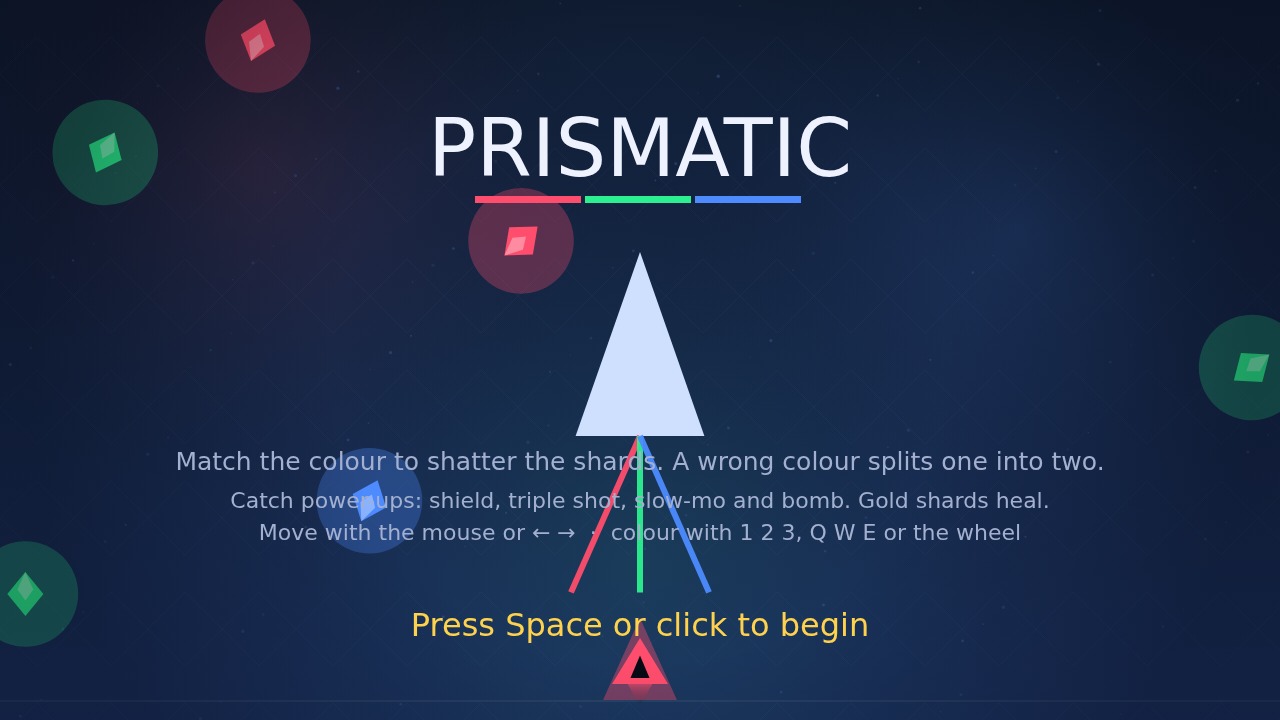 PRISMATIC
Match the colour to shatter the shards. A wrong colour splits one into two.
Catch powerups: shield, triple shot, slow-mo and bomb. Gold shards heal.
Move with the mouse or ← → · colour with 1 2 3, Q W E or the wheel
Press Space or click to begin